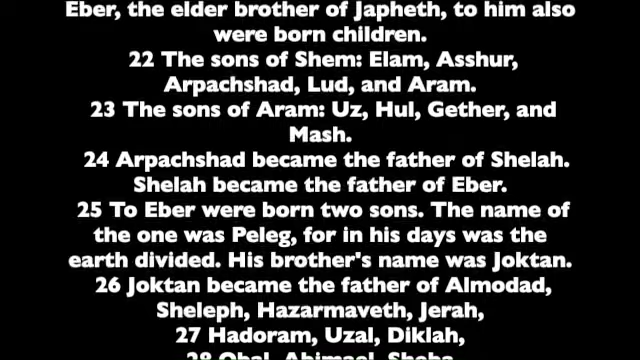 Eber, the elder brother of Japheth, to him also
were born children.
22 The sons of Shem: Elam, Asshur,
Arpachshad, Lud, and Aram.
23 The sons of Aram: Uz, Hul, Gether, and
Mash.
24 Arpachshad became the father of Shelah.
Shelah became the father of Eber.
25 To Eber were born two sons. The name of
the one was Peleg, for in his days was the
earth divided. His brother's name was Joktan.
26 Joktan became the father of Almodad,
Sheleph, Hazarmaveth, Jerah,
27 Hadoram, Uzal, Diklah,
28 Obal, Abimael, Sheba,